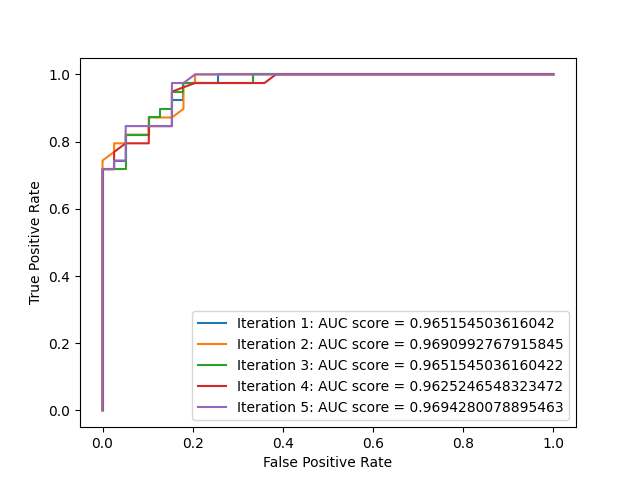 1.0
0.8
0.6
0.4
0.2
0.0
True Positive Rate
Iteration 1: AUC score = 0.965154503616042
Iteration 2: AUC score = 0.9690992767915845
Iteration 3: AUC score = 0.9651545036160422
Iteration 4: AUC score = 0.9625246548323472
Iteration 5: AUC score = 0.9694280078895463
0.0 0.2 0.4 0.6 0.8 1.0
False Positive Rate